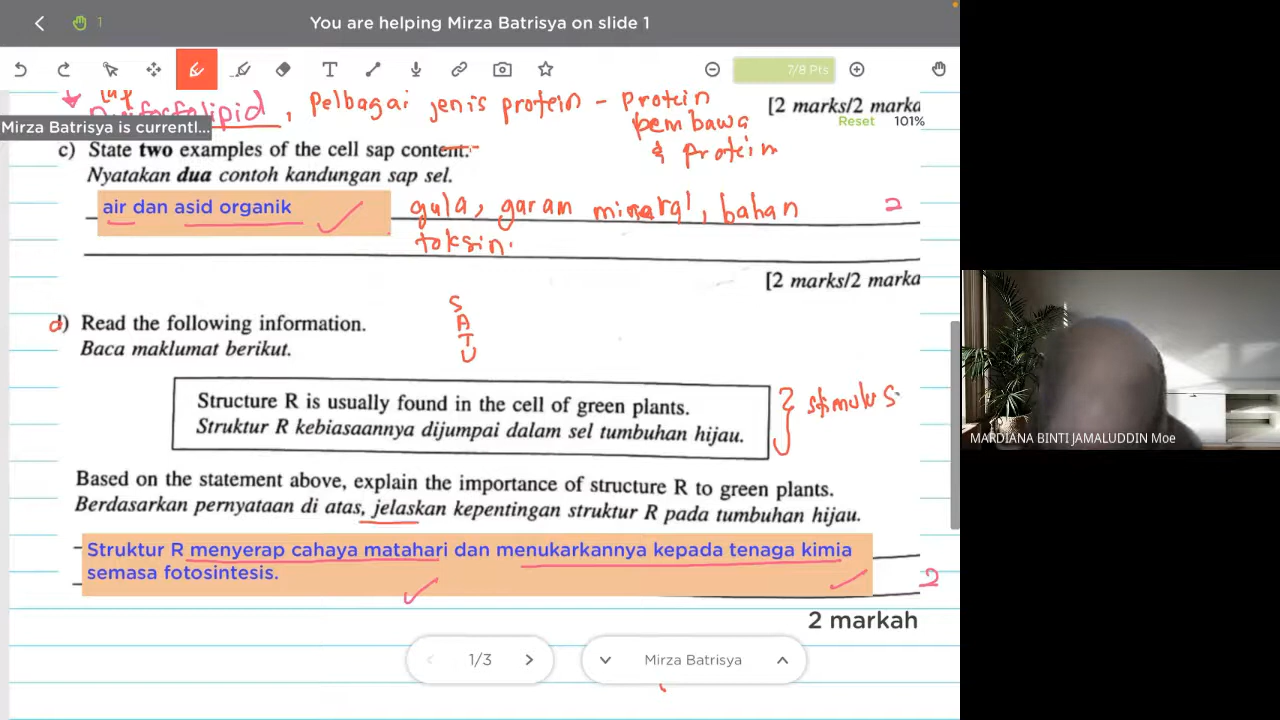 1
You are helping Mirza Batrisya on slide 1
7/8 Pts
fosfolipid, Pelbagai jenis protein - protein
pembawa
& protein
[2 marks/2 marka
Reset 101%
Mirza Batrisya is currentl...
c) State two examples of the cell sap content.
Nyatakan dua contoh kandungan sap sel.
air dan asid organik
gula, garam mineral, bahan
toksin.
2
[2 marks/2 marka
S
A
T
U
d) Read the following information.
Baca maklumat berikut.
Structure R is usually found in the cell of green plants.
Struktur R kebiasaannya dijumpai dalam sel tumbuhan hijau.
stimulus
MARDIANA BINTI JAMALUDDIN Moe
Based on the statement above, explain the importance of structure R to green plants.
Berdasarkan pernyataan di atas, jelaskan kepentingan struktur R pada tumbuhan hijau.
Struktur R menyerap cahaya matahari dan menukarkannya kepada tenaga kimia
semasa fotosintesis.
2
2 markah
1/3
Mirza Batrisya